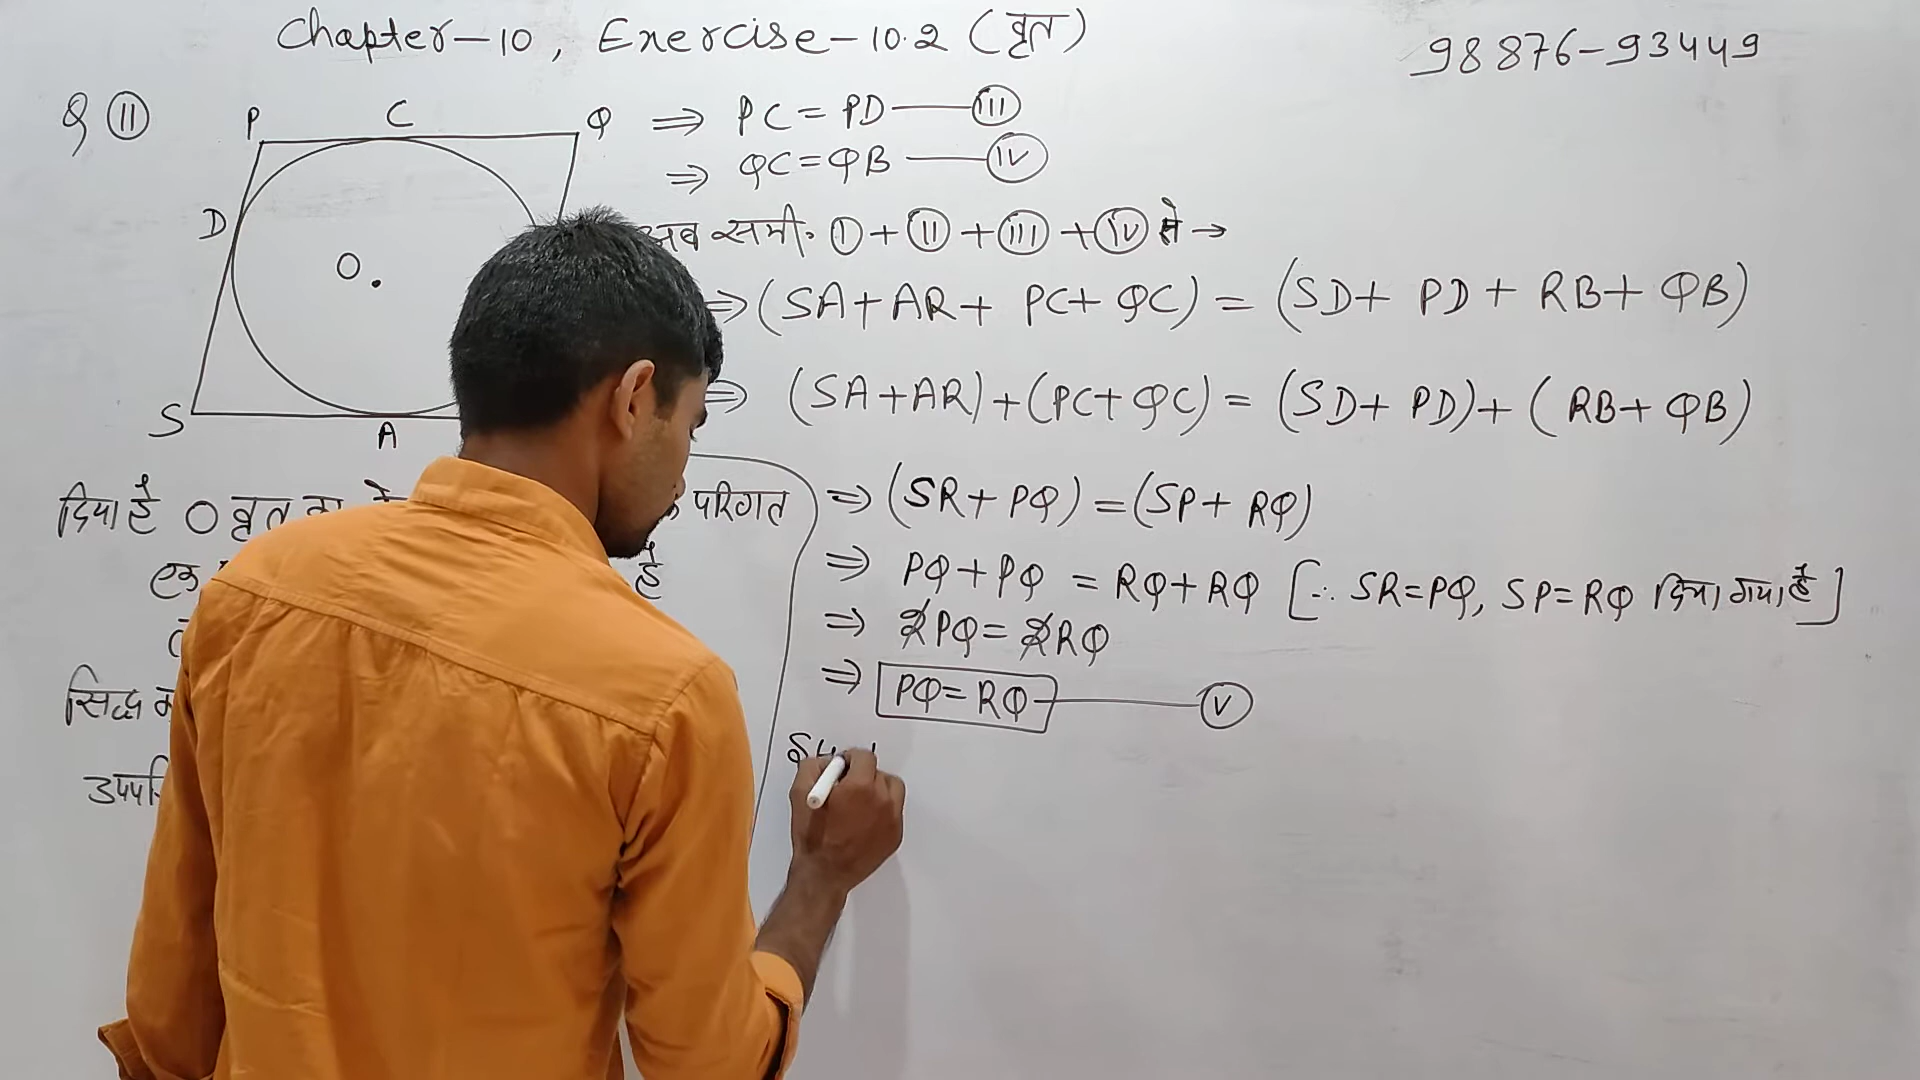 Chapter-10, Exercise-10.2 (वृत)
98876-93449
Q 11
P C Q
D
O.
S A
⇒ PC = PD — III
⇒ QC = QB — IV
अब समी. I + II + III + IV से →
⇒ (SA + AR + PC + QC) = (SD + PD + RB + QB)
⇒ (SA + AR) + (PC + QC) = (SD + PD) + (RB + QB)
⇒ (SR + PQ) = (SP + RQ)
⇒ PQ + PQ = RQ + RQ [∵ SR = PQ, SP = RQ दिया गया है]
⇒ 2PQ = 2RQ
⇒ PQ = RQ — V
दिया है O वृत परिगत
एक है
सिद्ध